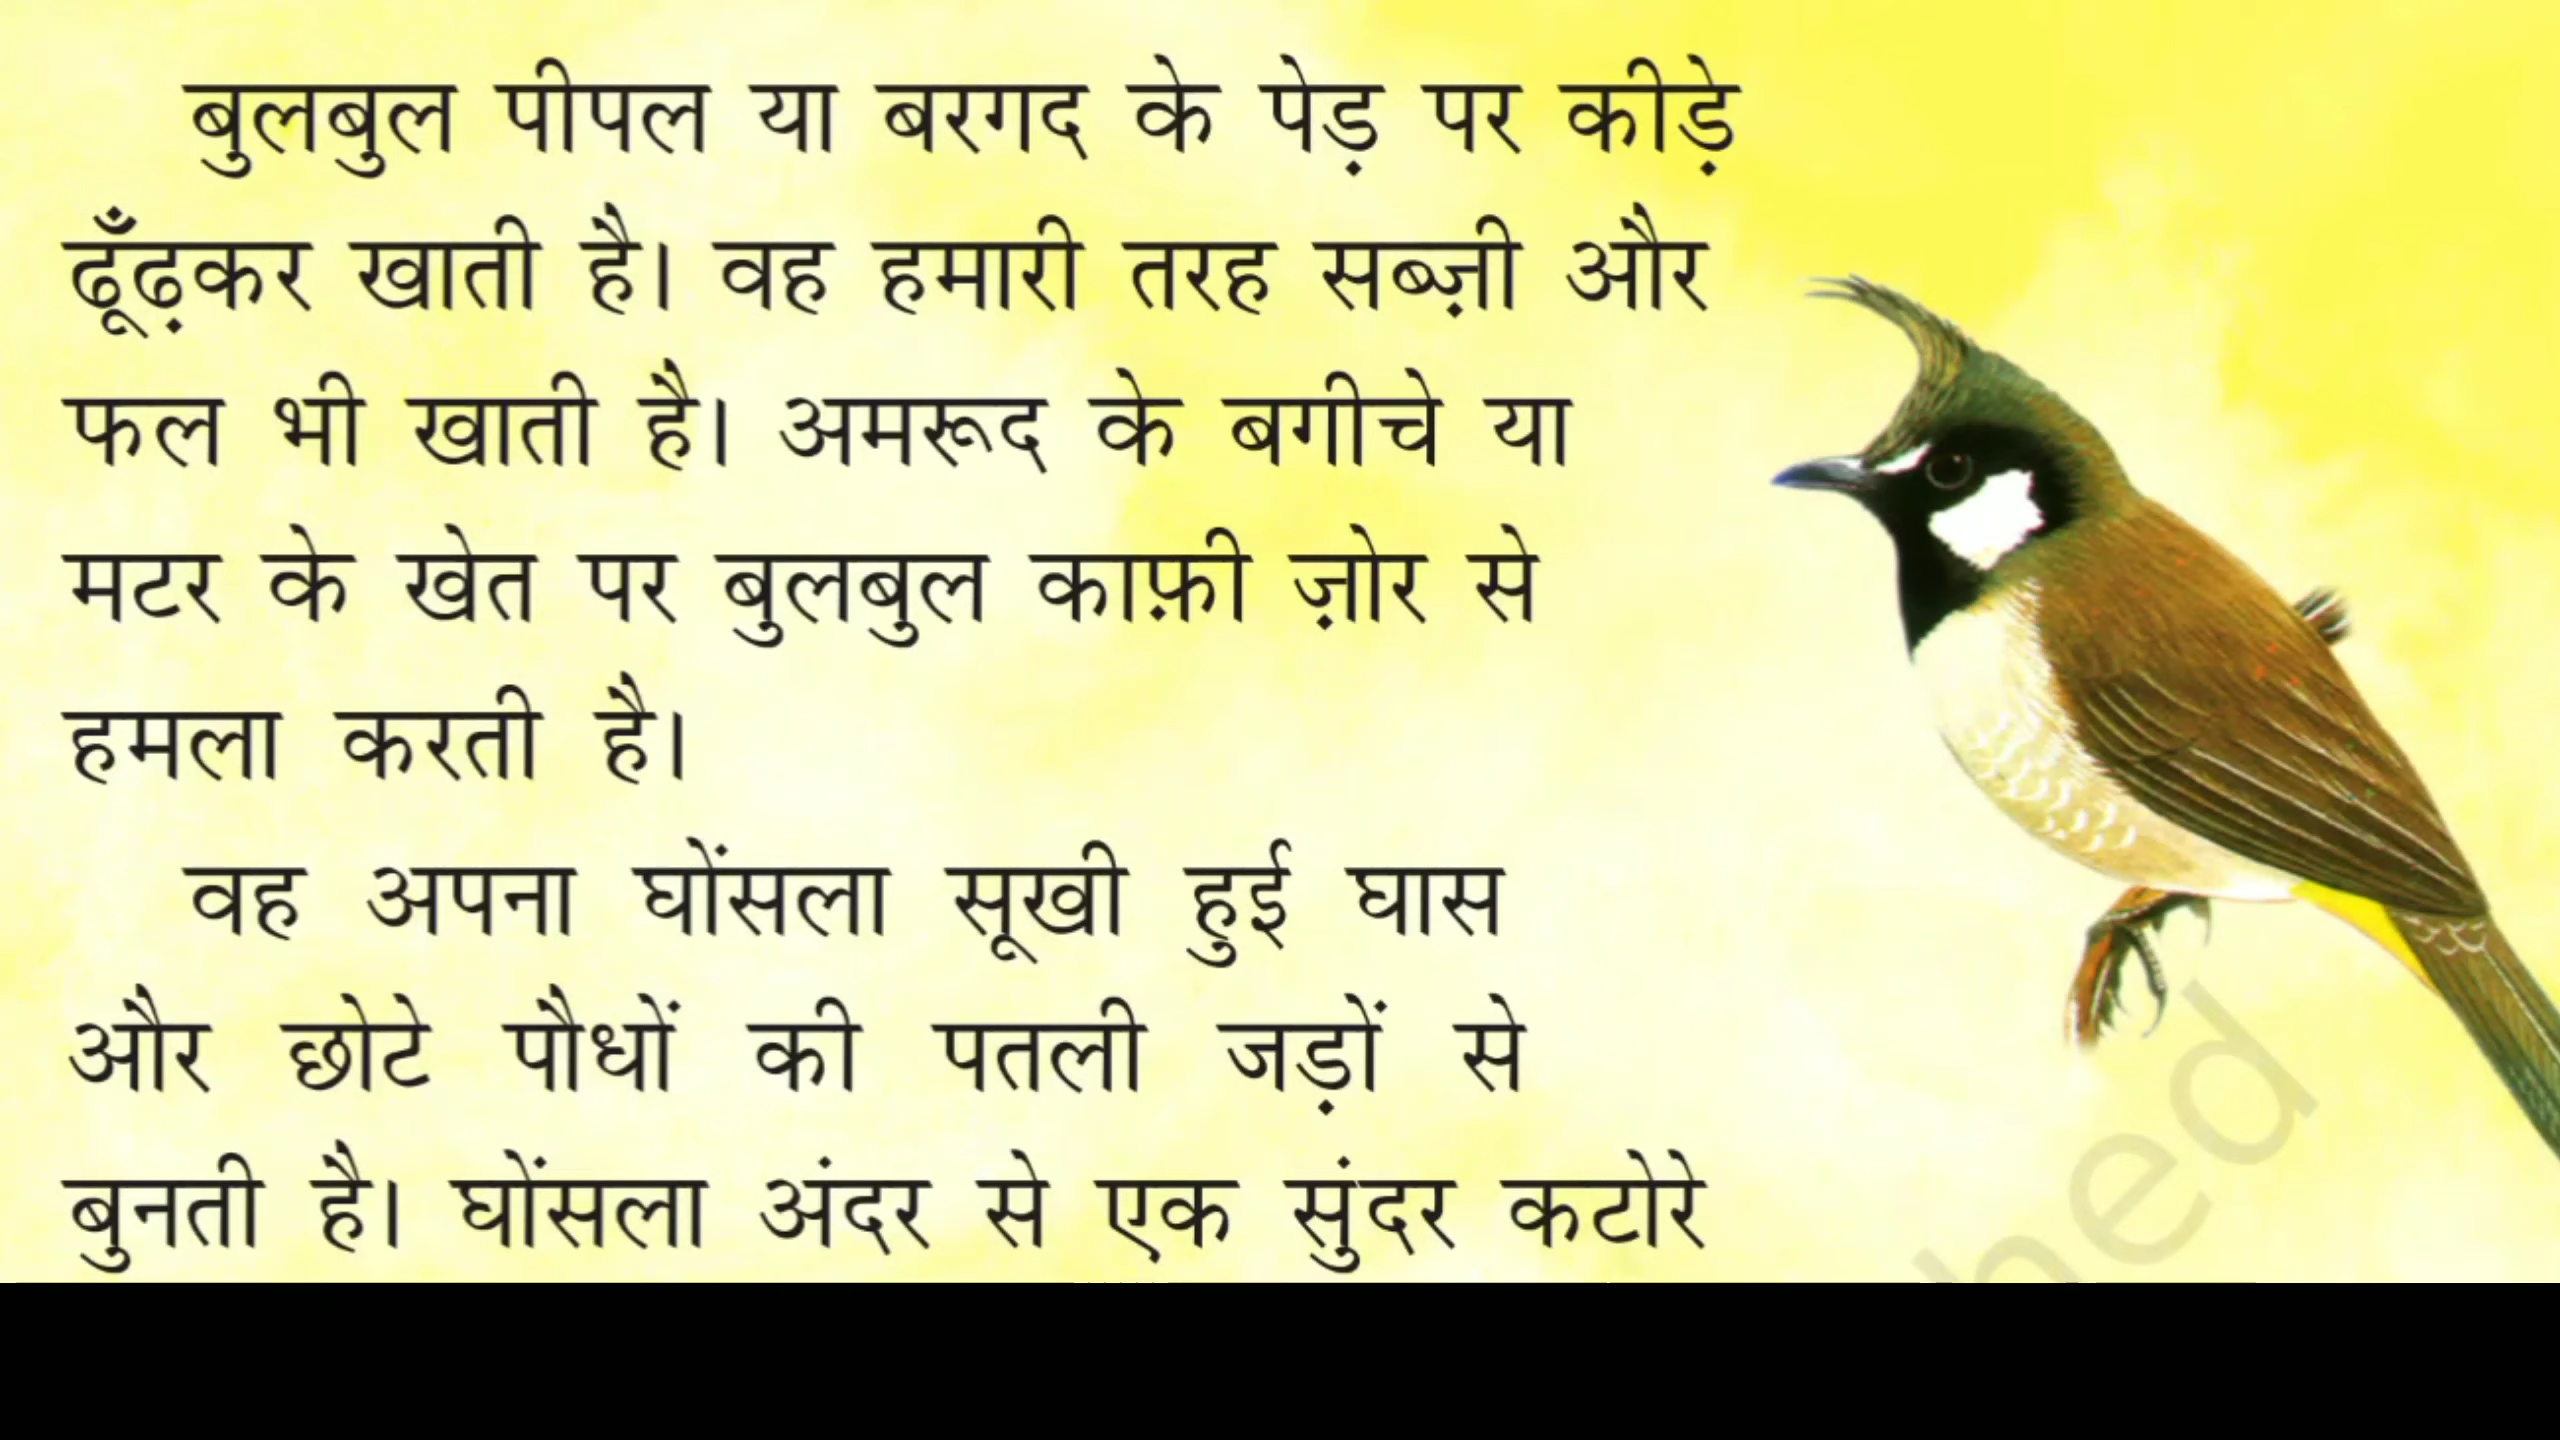 बुलबुल पीपल या बरगद के पेड़ पर कीड़े
ढूँढ़कर खाती है। वह हमारी तरह सब्ज़ी और
फल भी खाती है। अमरूद के बगीचे या
मटर के खेत पर बुलबुल काफ़ी ज़ोर से
हमला करती है।
वह अपना घोंसला सूखी हुई घास
और छोटे पौधों की पतली जड़ों से
बुनती है। घोंसला अंदर से एक सुंदर कटोरे